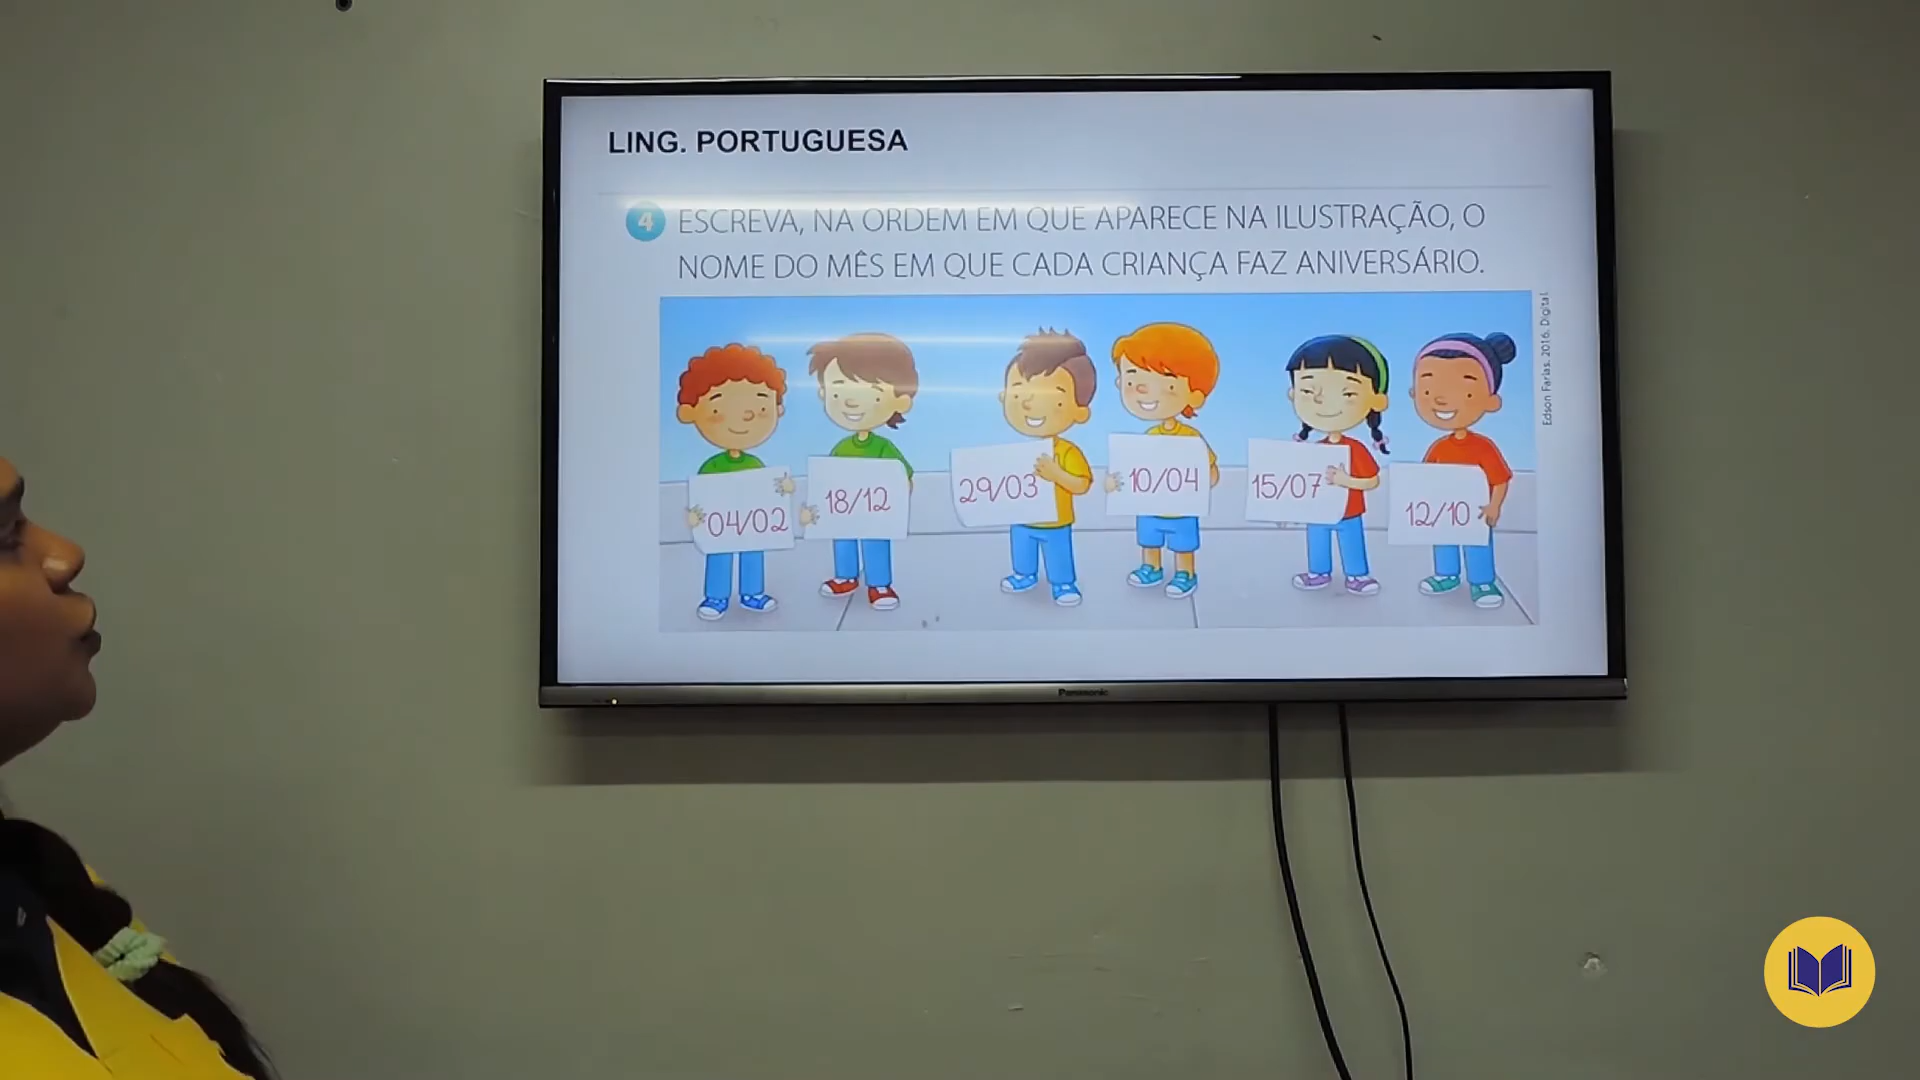 LING. PORTUGUESA
4 ESCREVA, NA ORDEM EM QUE APARECE NA ILUSTRAÇÃO, O
NOME DO MÊS EM QUE CADA CRIANÇA FAZ ANIVERSÁRIO.
04/02
18/12
29/03
10/04
15/07
12/10
Edson Farias. 2016. Digital.
Panasonic